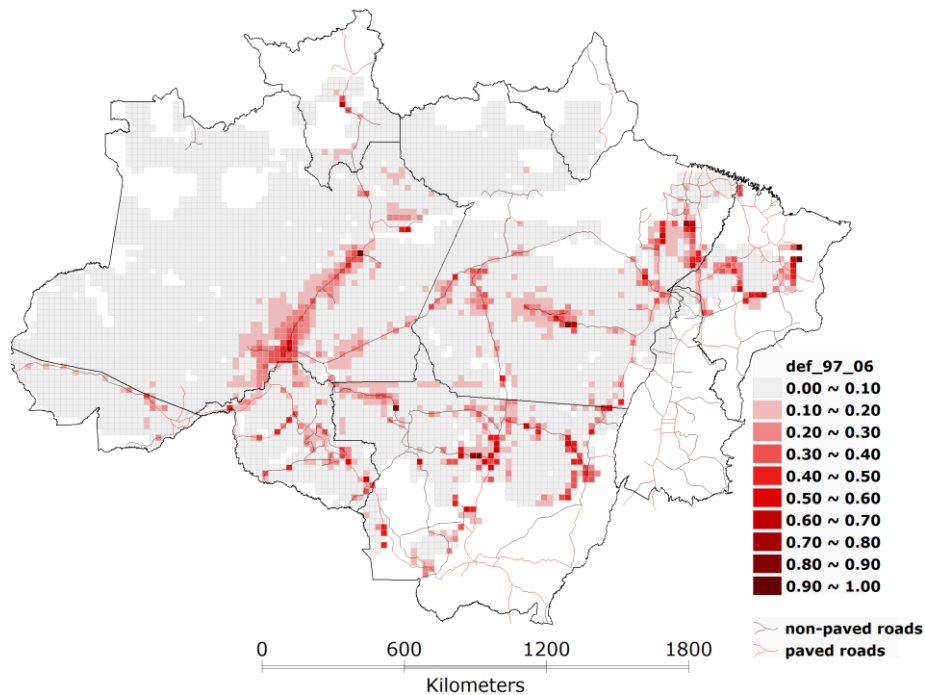 def_97_06
0.00 ~ 0.10
0.10 ~ 0.20
0.20 ~ 0.30
0.30 ~ 0.40
0.40 ~ 0.50
0.50 ~ 0.60
0.60 ~ 0.70
0.70 ~ 0.80
0.80 ~ 0.90
0.90 ~ 1.00
non-paved roads
paved roads
0 600 1200 1800
Kilometers